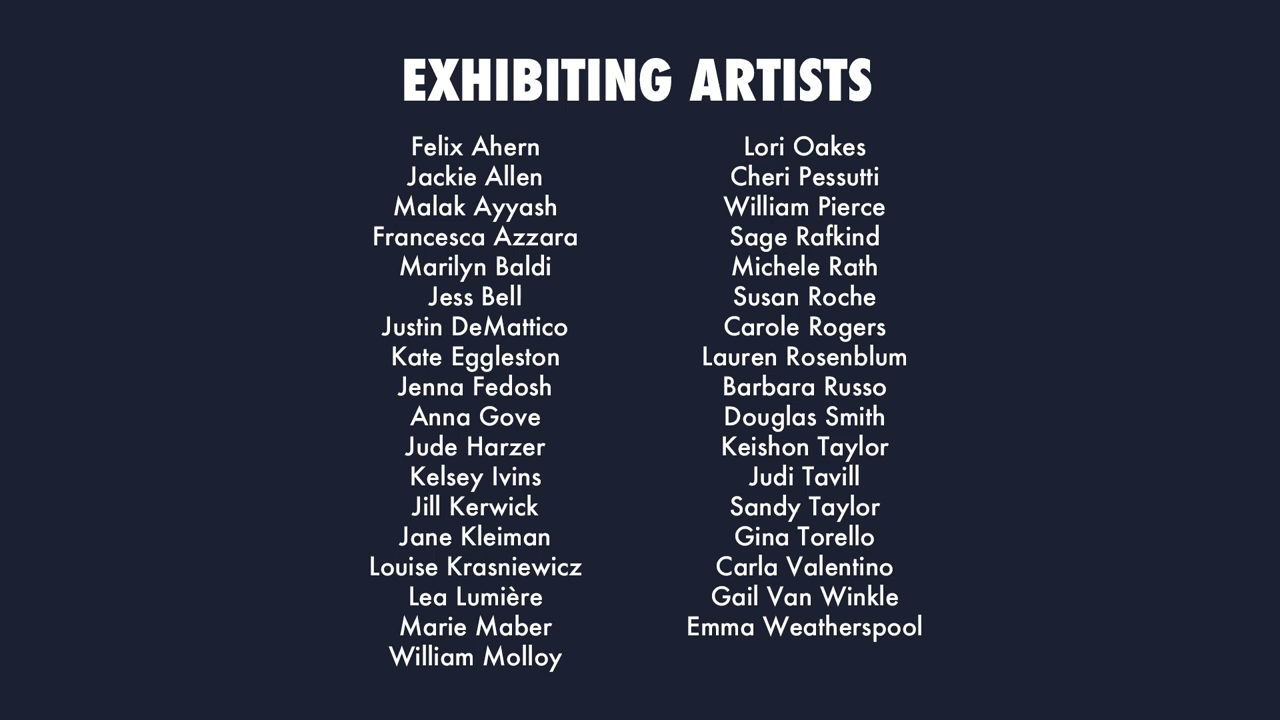 EXHIBITING ARTISTS
Felix Ahern
Jackie Allen
Malak Ayyash
Francesca Azzara
Marilyn Baldi
Jess Bell
Justin DeMattico
Kate Eggleston
Jenna Fedosh
Anna Gove
Jude Harzer
Kelsey Ivins
Jill Kerwick
Jane Kleiman
Louise Krasniewicz
Lea Lumière
Marie Maber
William Molloy
Lori Oakes
Cheri Pessutti
William Pierce
Sage Rafkind
Michele Rath
Susan Roche
Carole Rogers
Lauren Rosenblum
Barbara Russo
Douglas Smith
Keishon Taylor
Judi Tavill
Sandy Taylor
Gina Torello
Carla Valentino
Gail Van Winkle
Emma Weatherspool